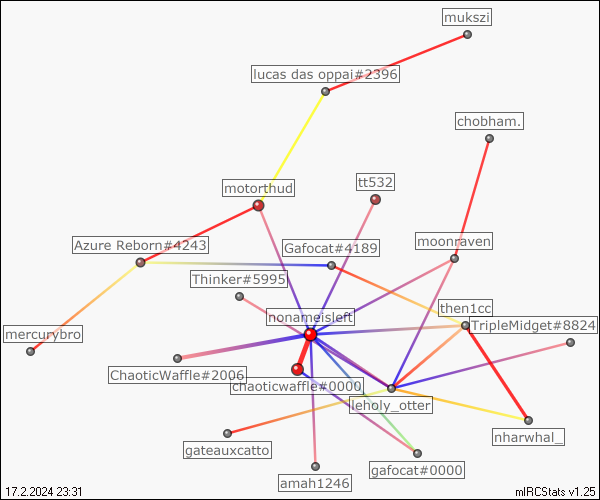 mukszi
lucas das oppai#2396
chobham.
tt532
motorthud
moonraven
Azure Reborn#4243
Gafocat#4189
Thinker#5995
then1cc
nonameisleft
TripleMidget#8824
mercurybro
ChaoticWaffle#2006
chaoticwaffle#0000
leholy_otter
nharwhal_
gateauxcatto
gafocat#0000
amah1246
17.2.2024 23:31
mIRCStats v1.25